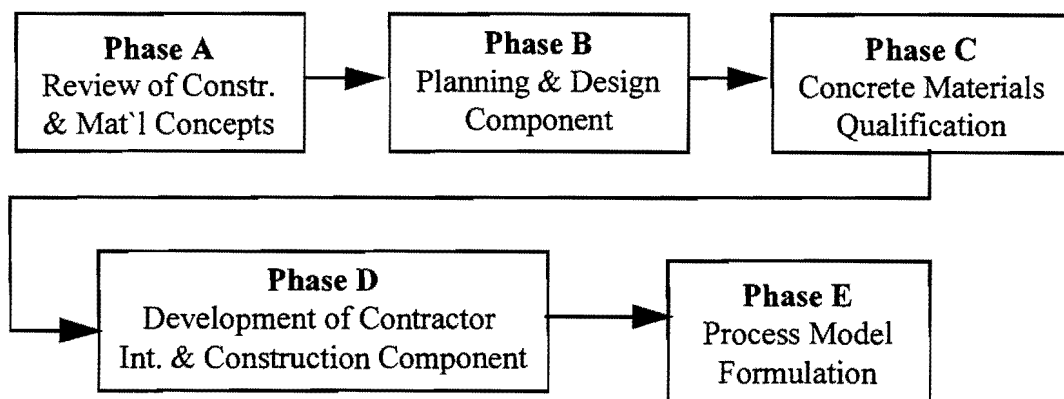 Phase A
Review of Constr.
& Mat`l Concepts
Phase B
Planning & Design
Component
Phase C
Concrete Materials
Qualification
Phase D
Development of Contractor
Int. & Construction Component
Phase E
Process Model
Formulation